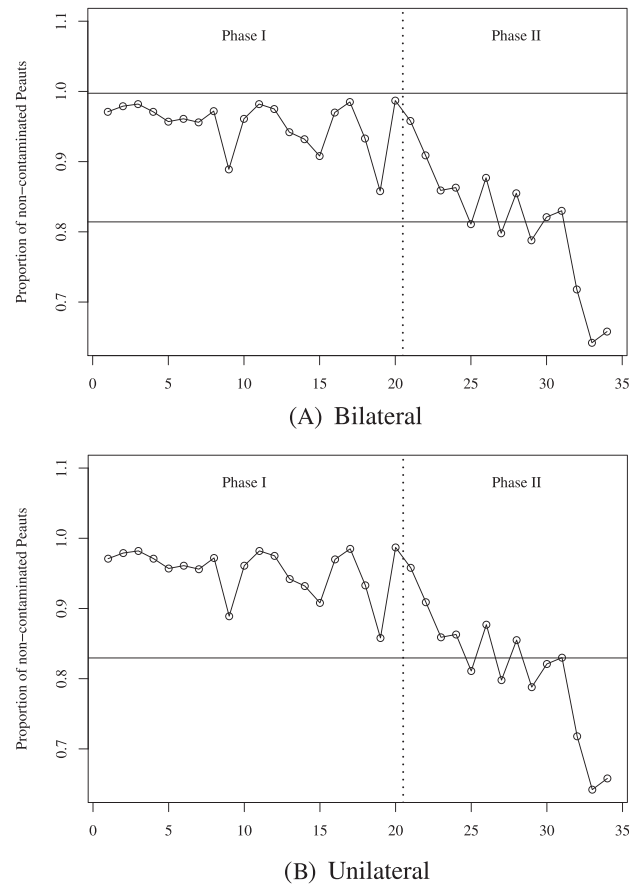 Proportion of non−contaminated Peauts
1.1
1.0
0.9
0.8
0.7
Phase I
Phase II
0 5 10 15 20 25 30 35
(A) Bilateral
Proportion of non−contaminated Peauts
1.1
1.0
0.9
0.8
0.7
Phase I
Phase II
0 5 10 15 20 25 30 35
(B) Unilateral